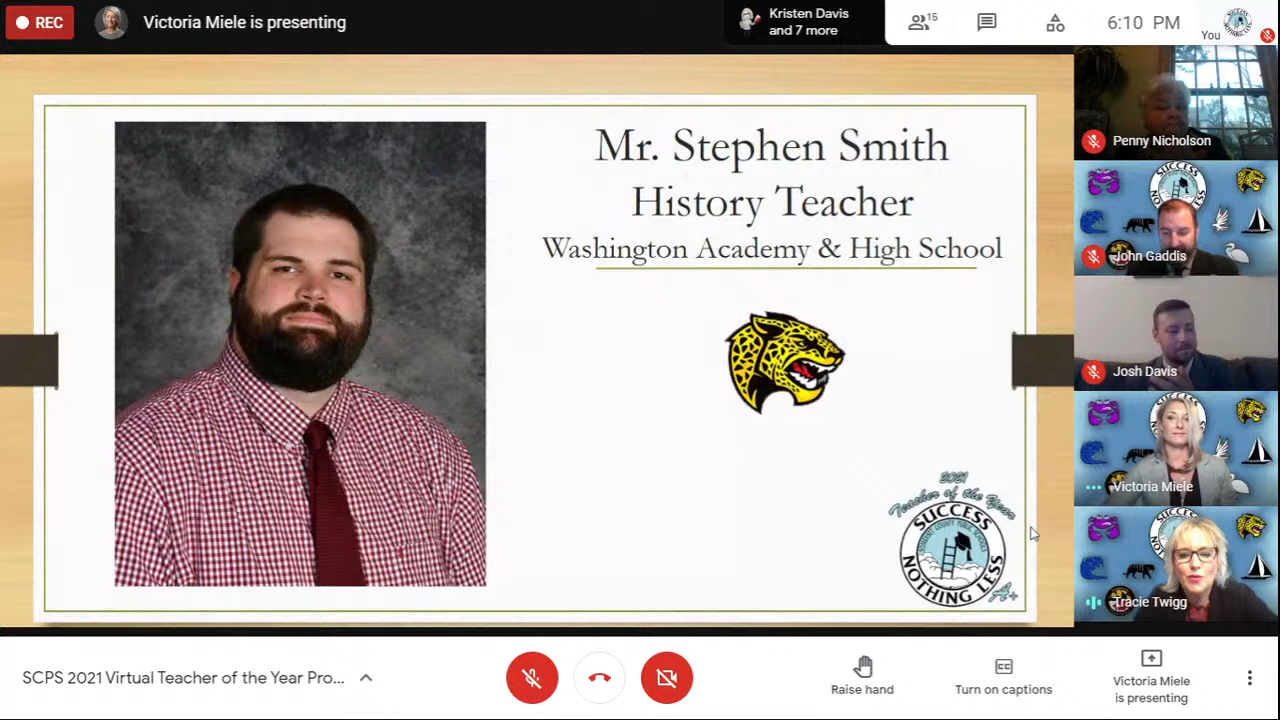 REC
Victoria Miele is presenting
Kristen Davis
and 7 more
15
6:10 PM
You
Mr. Stephen Smith
History Teacher
Washington Academy & High School
2021
Teacher of the Year
SUCCESS
NOTHING LESS
A+
SUCCESS
Penny Nicholson
SUCCESS
John Gaddis
Josh Davis
Victoria Miele
Tracie Twigg
SCPS 2021 Virtual Teacher of the Year Pro...
Raise hand
Turn on captions
Victoria Miele
is presenting